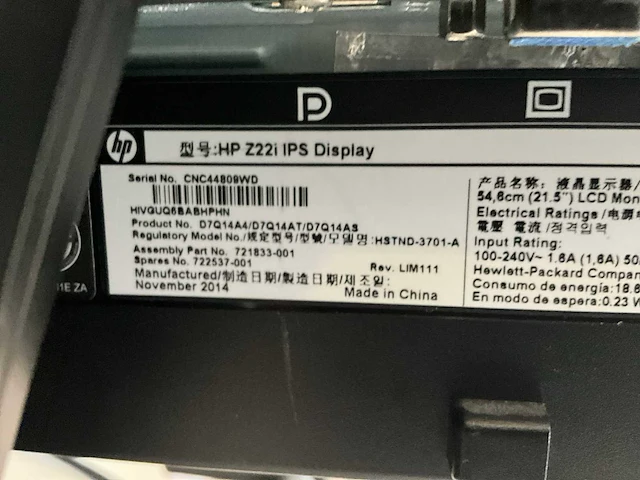 hp
型号:HP Z22i IPS Display
Serial No. CNC44809WD
HIVGUQ6BABHPHN
Product No. D7Q14A4/D7Q14AT/D7Q14AS
Regulatory Model No./规定型号/型號/모델명:HSTND-3701-A
Assembly Part No. 721833-001
Spares No. 722537-001
Rev. LIM111
Manufactured/制造日期/製造日期/제조일:
November 2014
Made in China
产品名称: 液晶显示器/
54,6cm (21.5") LCD Mon
Electrical Ratings /电源
電壓 電流 /정격입력
Input Rating:
100-240V~ 1.6A (1,6A) 50
Hewlett-Packard Compan
Consumo de energía:18.6
En modo de espera:0.23 W
1E ZA